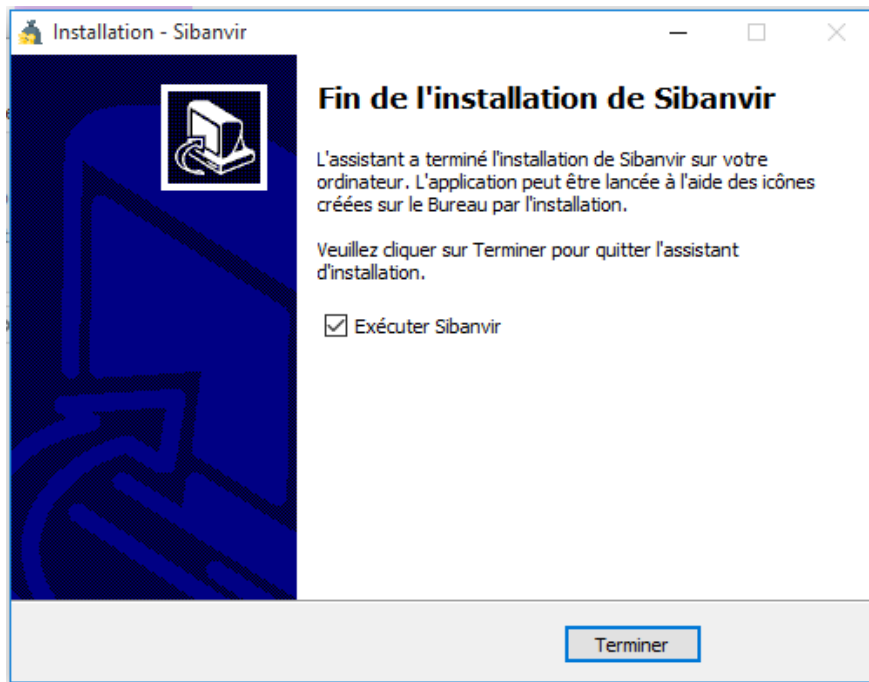 Installation - Sibanvir
Fin de l'installation de Sibanvir
L'assistant a terminé l'installation de Sibanvir sur votre
ordinateur. L'application peut être lancée à l'aide des icônes
créées sur le Bureau par l'installation.
Veuillez cliquer sur Terminer pour quitter l'assistant
d'installation.
Exécuter Sibanvir
Terminer